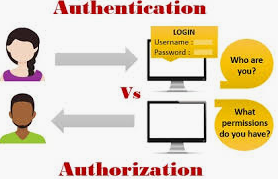 Authentication
LOGIN
Username :
Password :
Who are
you?
Vs
What
permissions
do you have?
Authorization